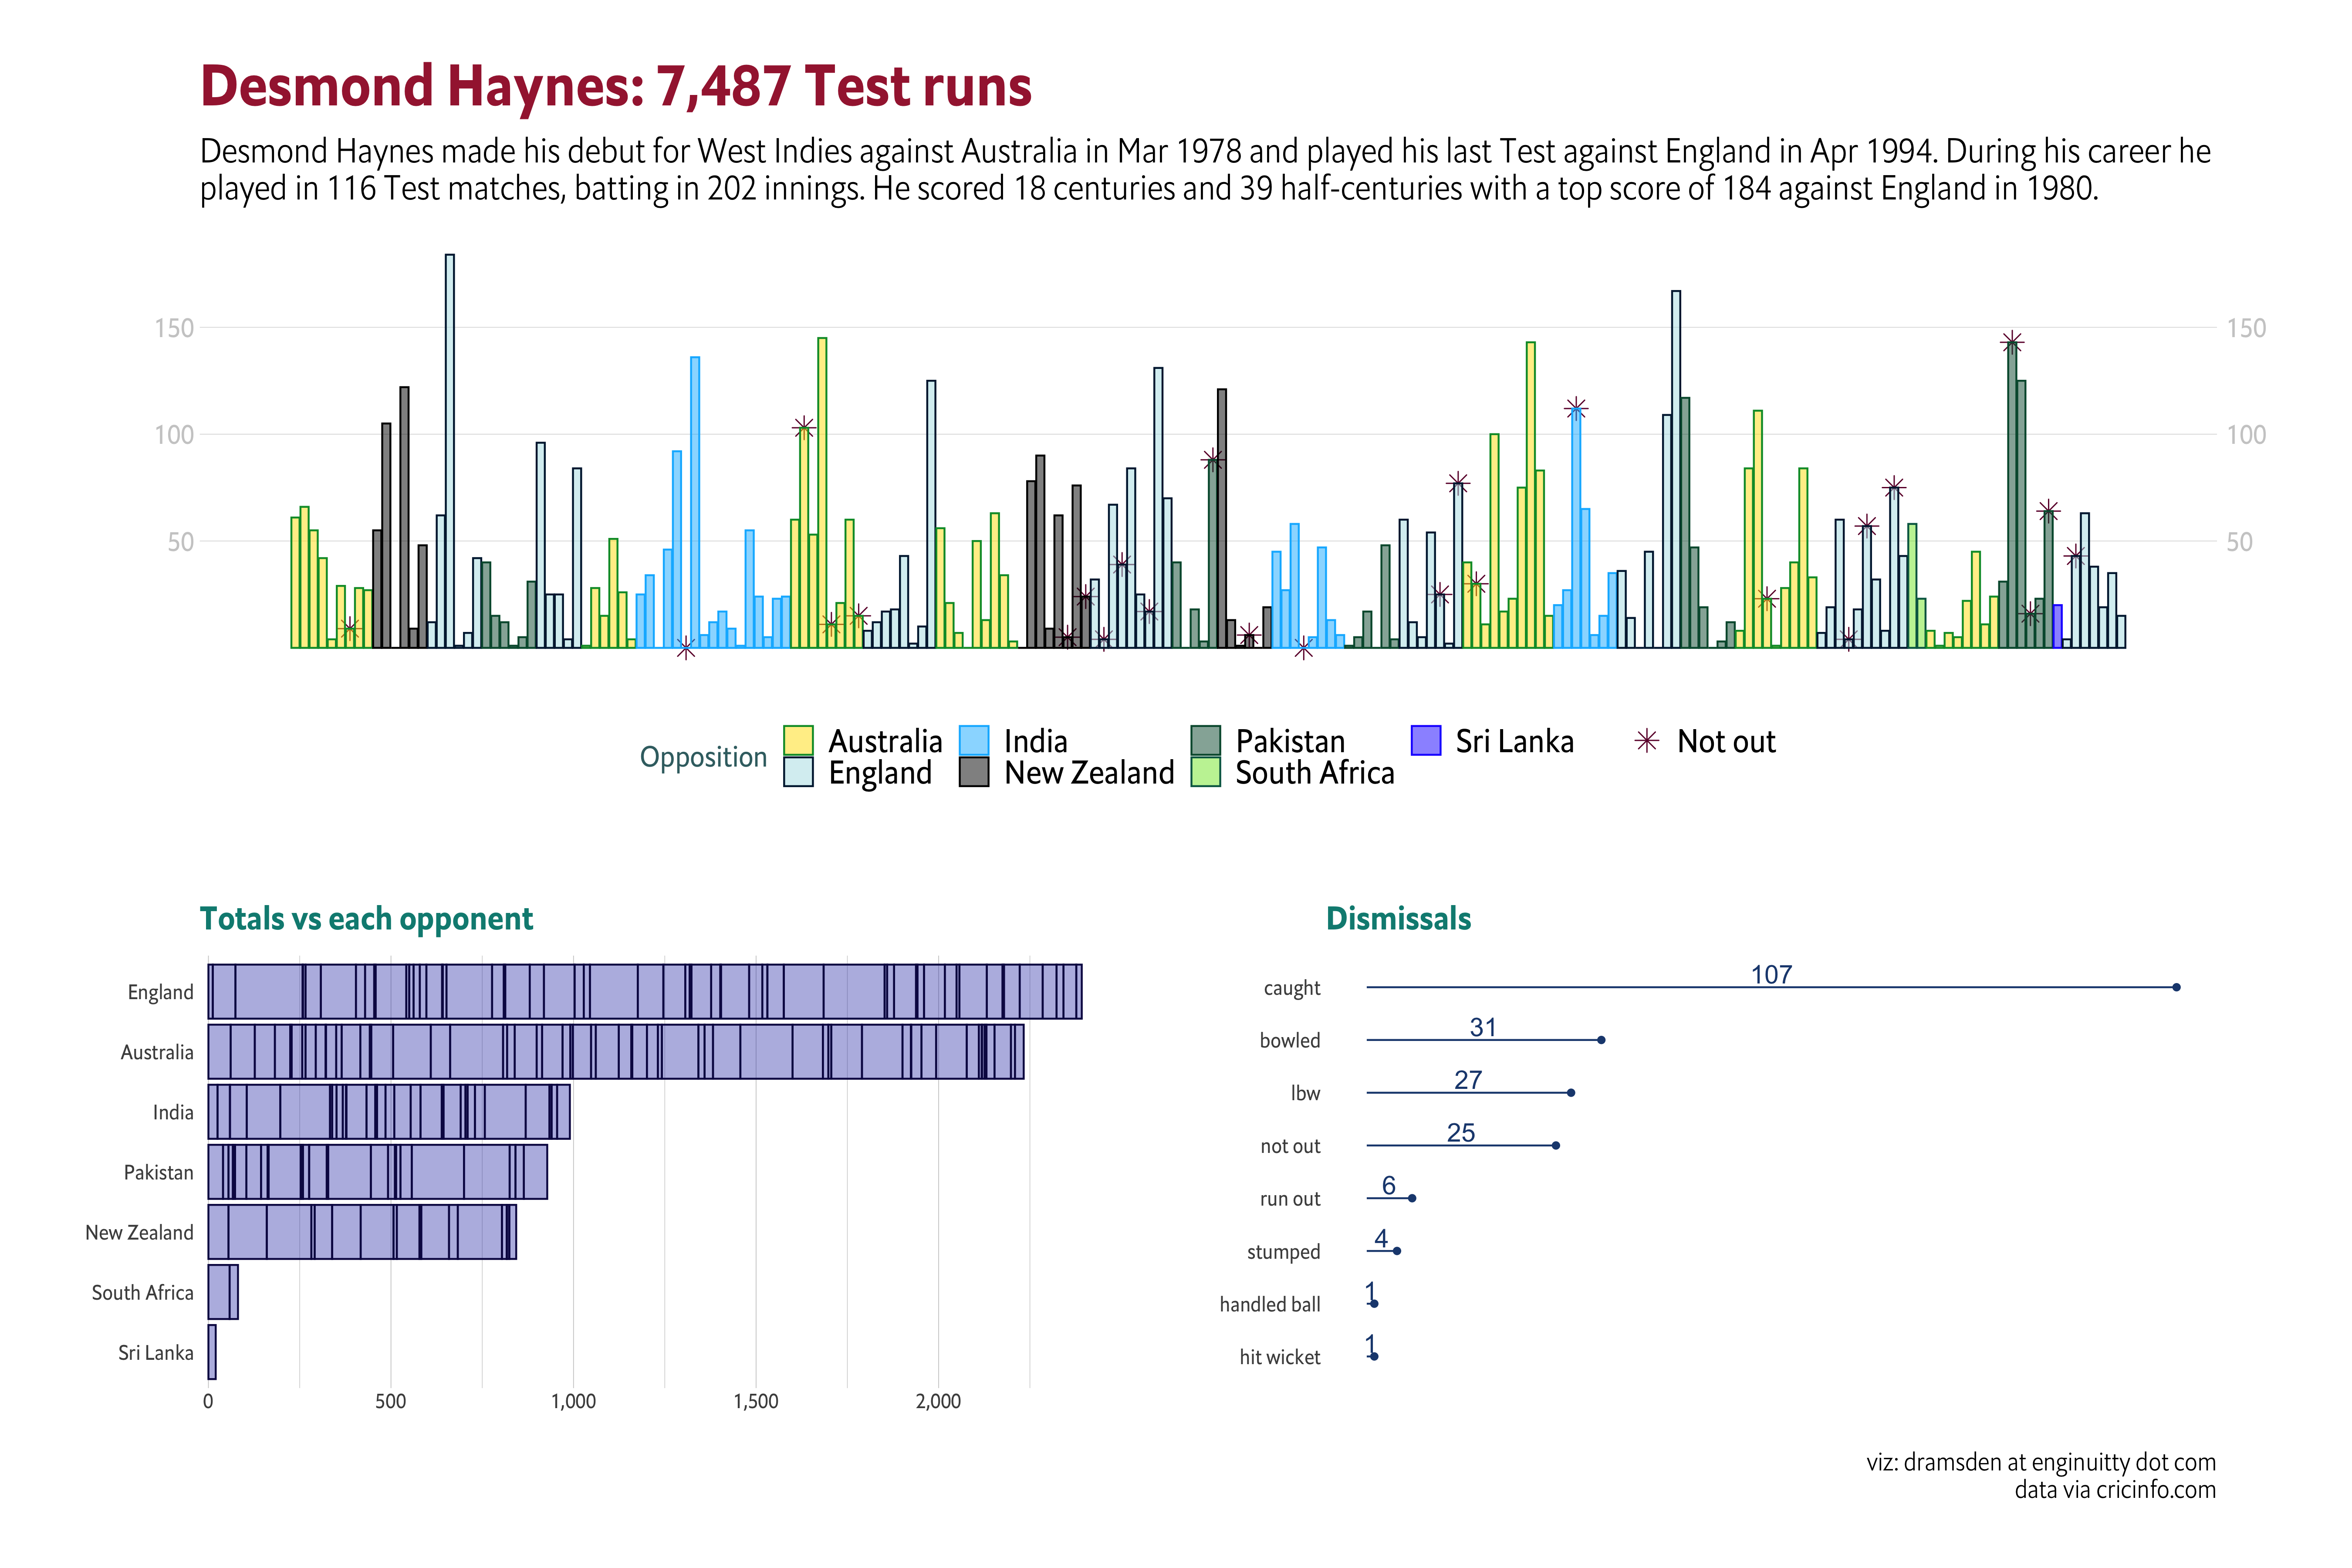 Desmond Haynes: 7,487 Test runs
Desmond Haynes made his debut for West Indies against Australia in Mar 1978 and played his last Test against England in Apr 1994. During his career he
played in 116 Test matches, batting in 202 innings. He scored 18 centuries and 39 half-centuries with a top score of 184 against England in 1980.
150 150
100 100
50 50
Opposition
Australia India Pakistan Sri Lanka Not out
England New Zealand South Africa
Totals vs each opponent
England
Australia
India
Pakistan
New Zealand
South Africa
Sri Lanka
0 500 1,000 1,500 2,000
Dismissals
caught 107
bowled 31
lbw 27
not out 25
run out 6
stumped 4
handled ball 1
hit wicket 1
viz: dramsden at enginuitty dot com
data via cricinfo.com